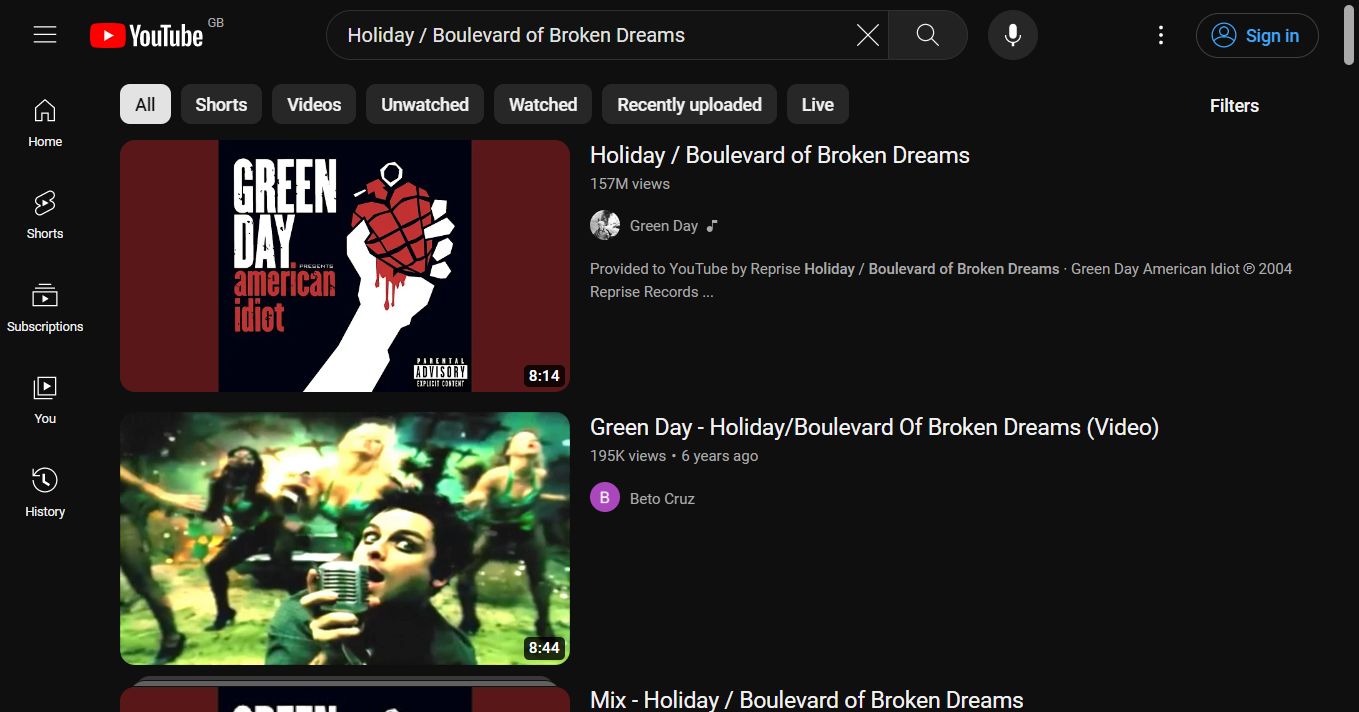 YouTube GB
Holiday / Boulevard of Broken Dreams
Sign in
All
Shorts
Videos
Unwatched
Watched
Recently uploaded
Live
Filters
Home
Shorts
Subscriptions
You
History
GREEN
DAY
PRESENTS
american
idiot
PARENTAL
ADVISORY
EXPLICIT CONTENT
8:14
Holiday / Boulevard of Broken Dreams
157M views
Green Day
Provided to YouTube by Reprise Holiday / Boulevard of Broken Dreams · Green Day American Idiot ℗ 2004
Reprise Records ...
8:44
Green Day - Holiday/Boulevard Of Broken Dreams (Video)
195K views • 6 years ago
B
Beto Cruz
GREEN
Mix - Holiday / Boulevard of Broken Dreams